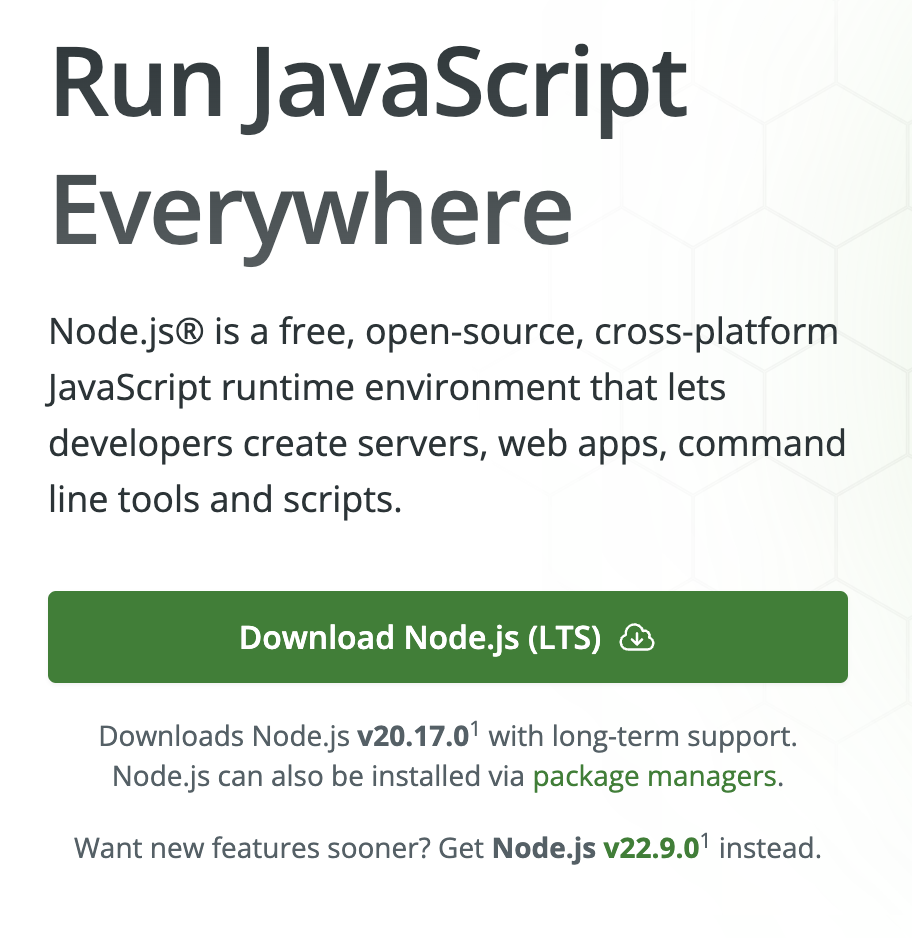 Run JavaScript
Everywhere
Node.js® is a free, open-source, cross-platform
JavaScript runtime environment that lets
developers create servers, web apps, command
line tools and scripts.
Download Node.js (LTS)
Downloads Node.js v20.17.0¹ with long-term support.
Node.js can also be installed via package managers.
Want new features sooner? Get Node.js v22.9.0¹ instead.